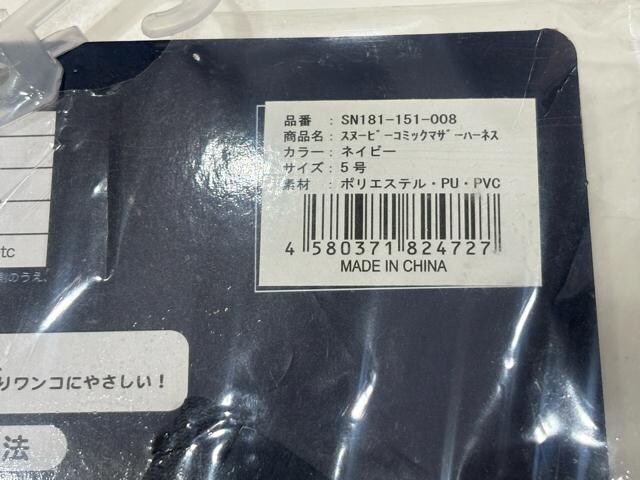 品番 : SN181-151-008
商品名: スヌーピーコミックマザーハーネス
カラー: ネイビー
サイズ: 5号
素材 : ポリエステル・PU・PVC
4 580371 824727
MADE IN CHINA
tc
のうえ、
りワンコにやさしい!
法